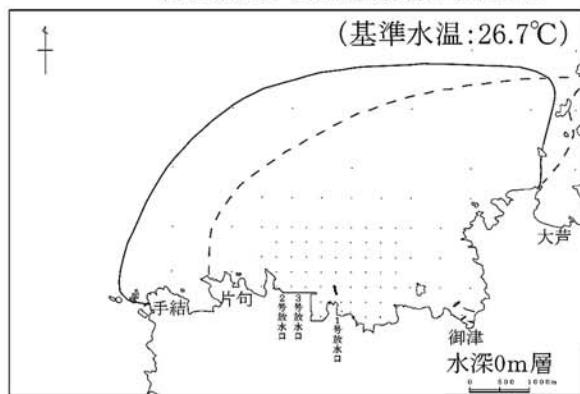 (基準水温:26.7℃)
大芦
手結
片句
2号放水口
3号放水口
1号放水口
御津
水深0m層
0 500 1000m